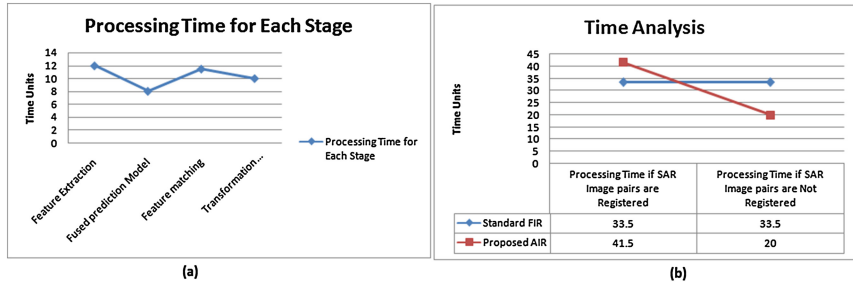 Processing Time for Each Stage
14
12
10
8
6
4
2
0
Time Units
Feature Extraction
Fused prediction Model
Feature matching
Transformation...
Processing Time for
Each Stage
(a)
Time Analysis
45
40
35
30
25
20
15
10
5
0
Time Units
Processing Time if SAR
Image pairs are
Registered
Processing Time if SAR
Image pairs are Not
Registered
Standard FIR 33.5 33.5
Proposed AIR 41.5 20
(b)